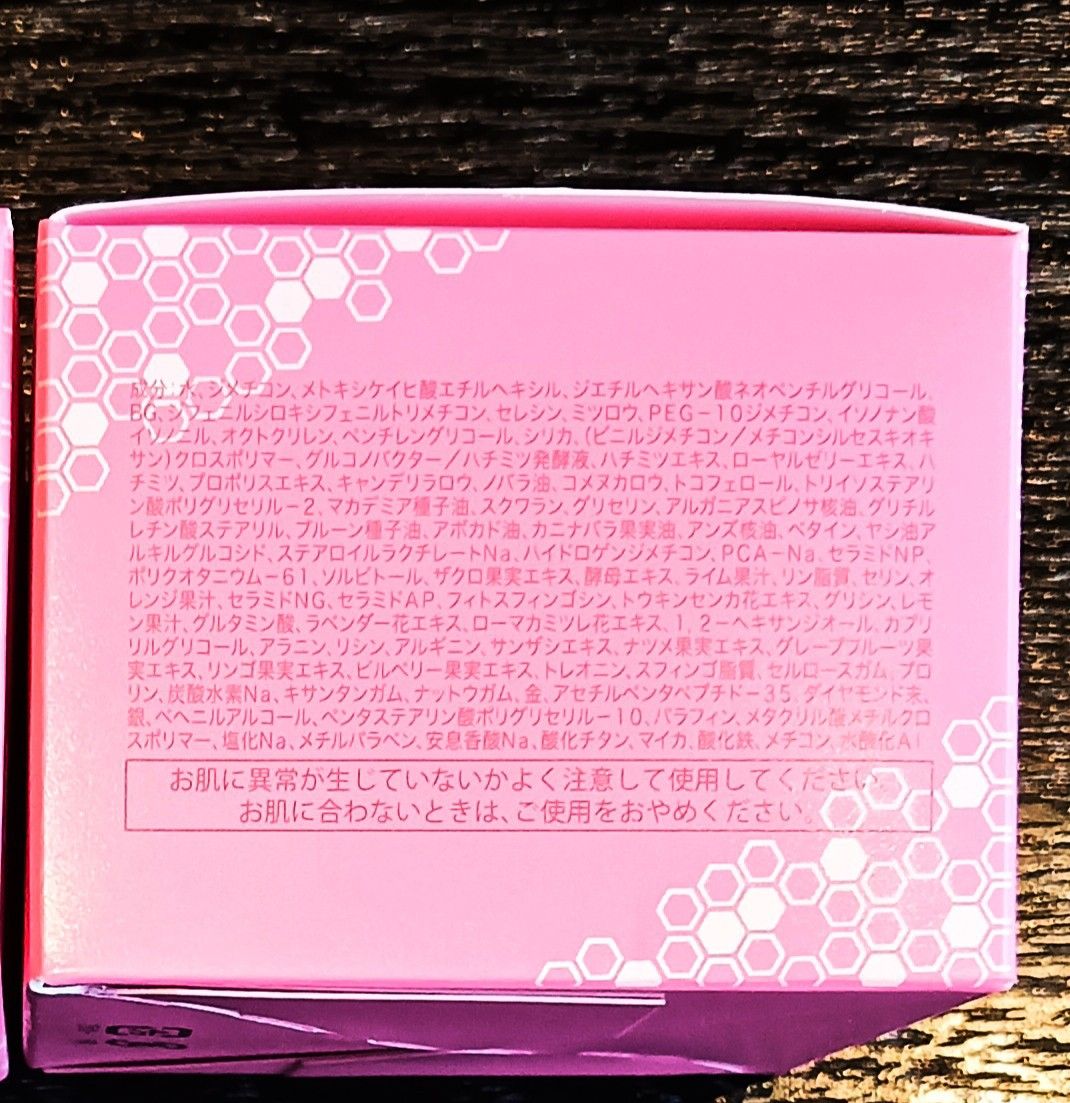 成分:水、ジメチコン、メトキシケイヒ酸エチルヘキシル、ジエチルヘキサン酸ネオペンチルグリコール、
BG、ジフェニルシロキシフェニルトリメチコン、セレシン、ミツロウ、PEG-10ジメチコン、イソノナン酸
イソノニル、オクトクリレン、ペンチレングリコール、シリカ、(ビニルジメチコン/メチコンシルセスキオキ
サン)クロスポリマー、グルコノバクター/ハチミツ発酵液、ハチミツエキス、ローヤルゼリーエキス、ハ
チミツ、プロポリスエキス、キャンデリラロウ、ノバラ油、コメヌカロウ、トコフェロール、トリイソステアリ
ン酸ポリグリセリル-2、マカデミア種子油、スクワラン、グリセリン、アルガニアスピノサ核油、グリチル
レチン酸ステアリル、プルーン種子油、アボカド油、カニナバラ果実油、アンズ核油、ベタイン、ヤシ油ア
ルキルグルコシド、ステアロイルラクチレートNa、ハイドロゲンジメチコン、PCA-Na、セラミドNP、
ポリクオタニウム-61、ソルビトール、ザクロ果実エキス、酵母エキス、ライム果汁、リン脂質、セリン、オ
レンジ果汁、セラミドNG、セラミドAP、フィトスフィンゴシン、トウキンセンカ花エキス、グリシン、レモ
ン果汁、グルタミン酸、ラベンダー花エキス、ローマカミツレ花エキス、1,2-ヘキサンジオール、カプリ
リルグリコール、アラニン、リシン、アルギニン、サンザシエキス、ナツメ果実エキス、グレープフルーツ果
実エキス、リンゴ果実エキス、ビルベリー果実エキス、トレオニン、スフィンゴ脂質、セルロースガム、プロ
リン、炭酸水素Na、キサンタンガム、ナットウガム、金、アセチルペンタペプチド-35、ダイヤモンド末、
銀、ベヘニルアルコール、ペンタステアリン酸ポリグリセリル-10、パラフィン、メタクリル酸メチルクロ
スポリマー、塩化Na、メチルパラベン、安息香酸Na、酸化チタン、マイカ、酸化鉄、メチコン、水酸化Al
お肌に異常が生じていないかよく注意して使用してください。
お肌に合わないときは、ご使用をおやめください。